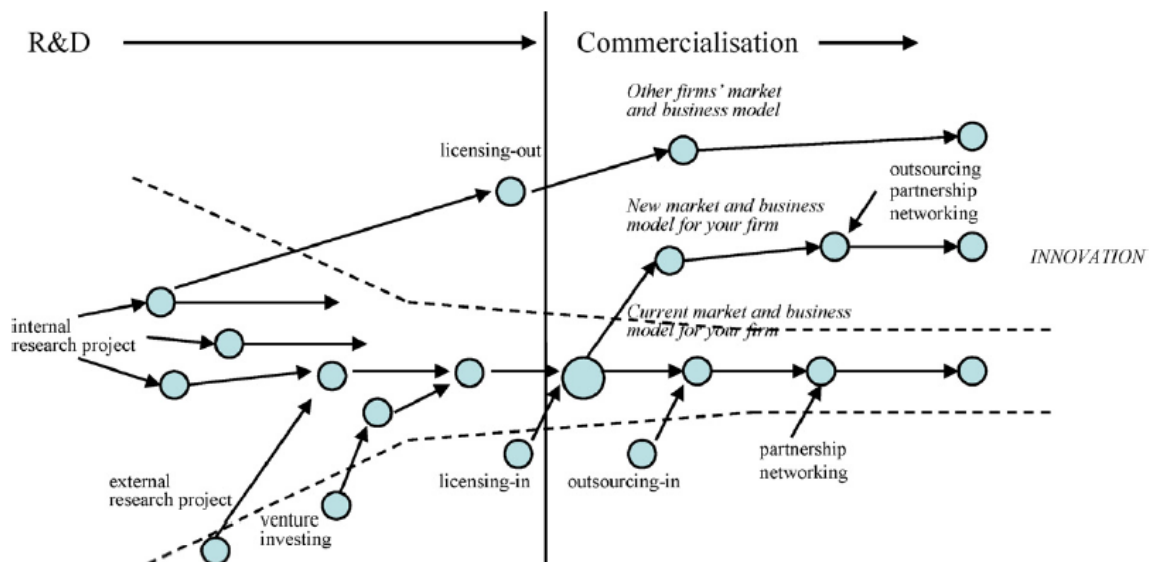 R&D
Commercialisation
Other firms' market
and business model
licensing-out
outsourcing
partnership
networking
New market and business
model for your firm
INNOVATION
Current market and business
model for your firm
internal
research project
external
research project
venture
investing
licensing-in
outsourcing-in
partnership
networking